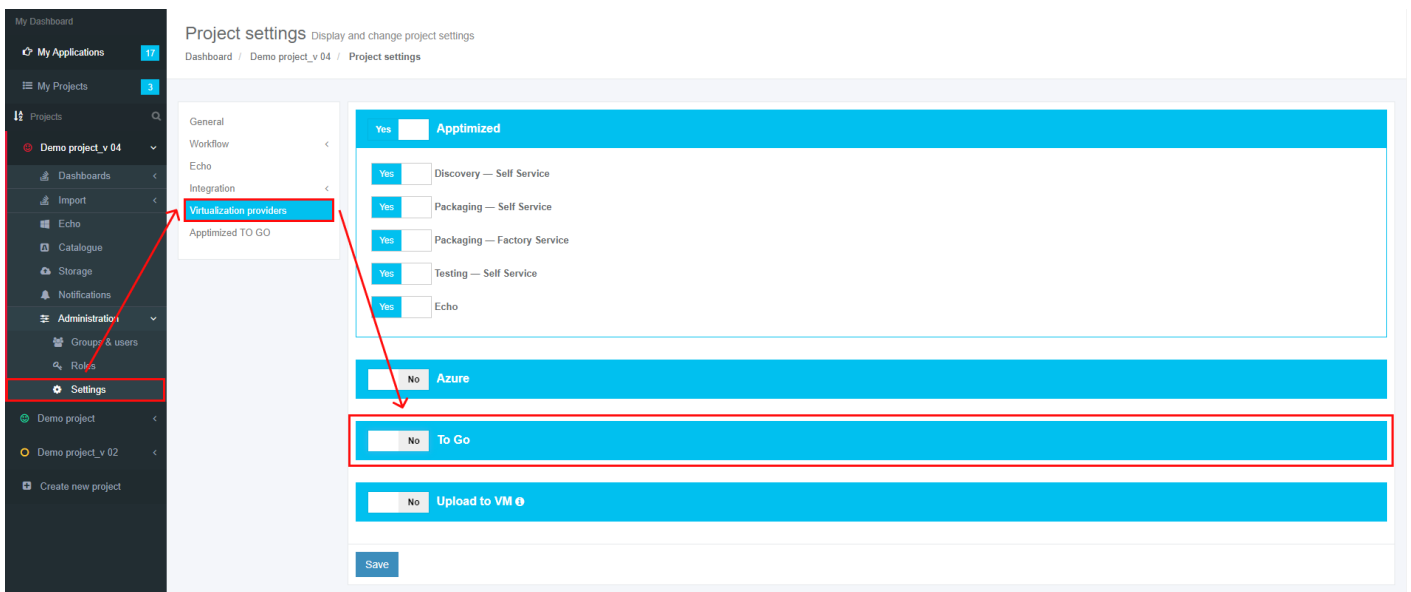 My Dashboard
My Applications 17
My Projects 3
Projects
Demo project_v 04
Dashboards
Import
Echo
Catalogue
Storage
Notifications
Administration
Groups & users
Roles
Settings
Demo project
Demo project_v 02
Create new project
Project settings Display and change project settings
Dashboard / Demo project_v 04 / Project settings
General
Workflow
Echo
Integration
Virtualization providers
Apptimized TO GO
Yes Apptimized
Yes Discovery — Self Service
Yes Packaging — Self Service
Yes Packaging — Factory Service
Yes Testing — Self Service
Yes Echo
No Azure
No To Go
No Upload to VM
Save